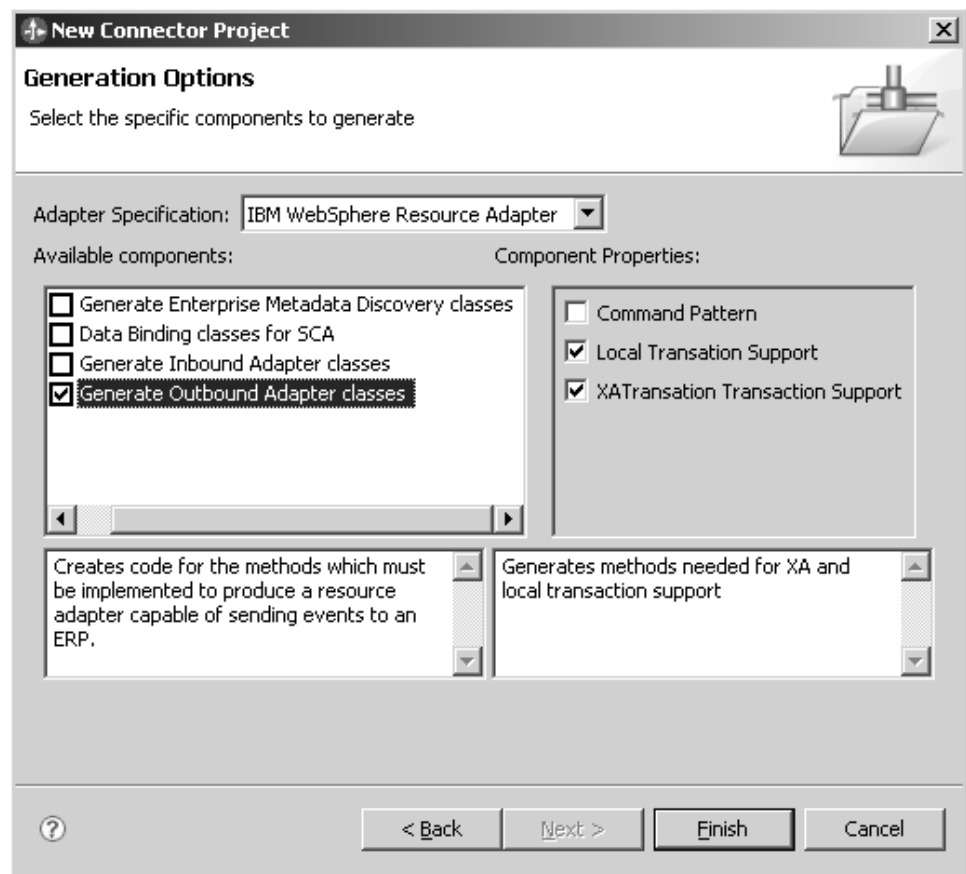 New Connector Project
Generation Options
Select the specific components to generate
Adapter Specification: IBM WebSphere Resource Adapter
Available components:
Component Properties:
Generate Enterprise Metadata Discovery classes
Data Binding classes for SCA
Generate Inbound Adapter classes
Generate Outbound Adapter classes
Command Pattern
Local Transation Support
XATransation Transaction Support
Creates code for the methods which must
be implemented to produce a resource
adapter capable of sending events to an
ERP.
Generates methods needed for XA and
local transaction support
?
< Back
Next >
Finish
Cancel